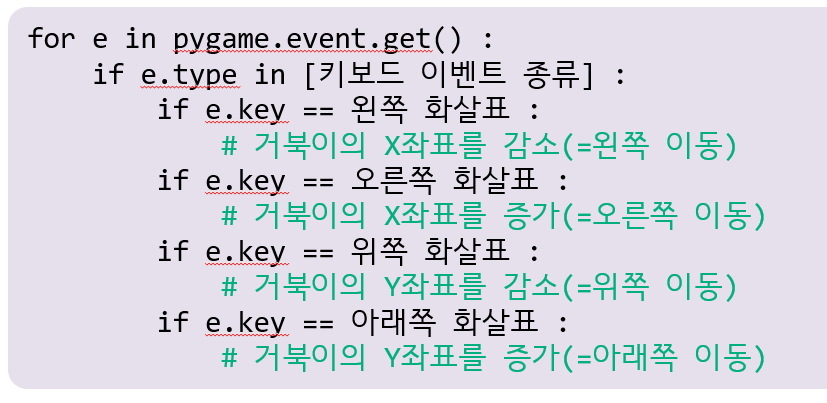 for e in pygame.event.get() :
    if e.type in [키보드 이벤트 종류] :
        if e.key == 왼쪽 화살표 :
            # 거북이의 X좌표를 감소(=왼쪽 이동)
        if e.key == 오른쪽 화살표 :
            # 거북이의 X좌표를 증가(=오른쪽 이동)
        if e.key == 위쪽 화살표 :
            # 거북이의 Y좌표를 감소(=위쪽 이동)
        if e.key == 아래쪽 화살표 :
            # 거북이의 Y좌표를 증가(=아래쪽 이동)